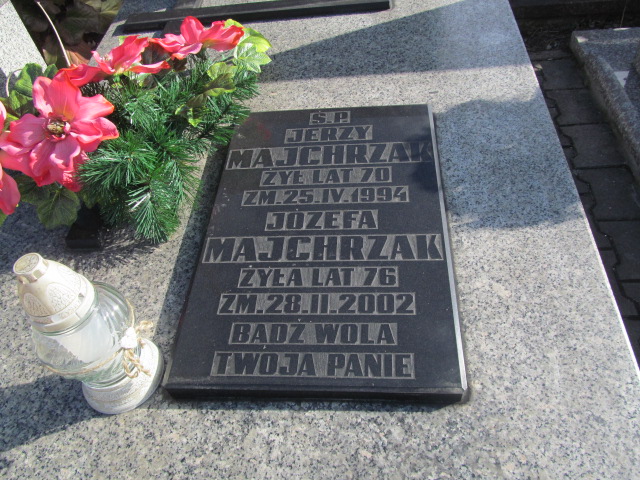 Ś.P.
JERZY
MAJCHRZAK
ŻYŁ LAT 70
ZM. 25.IV.1994
JÓZEFA
MAJCHRZAK
ŻYŁA LAT 76
ZM. 28.II.2002
BĄDŹ WOLA
TWOJA PANIE